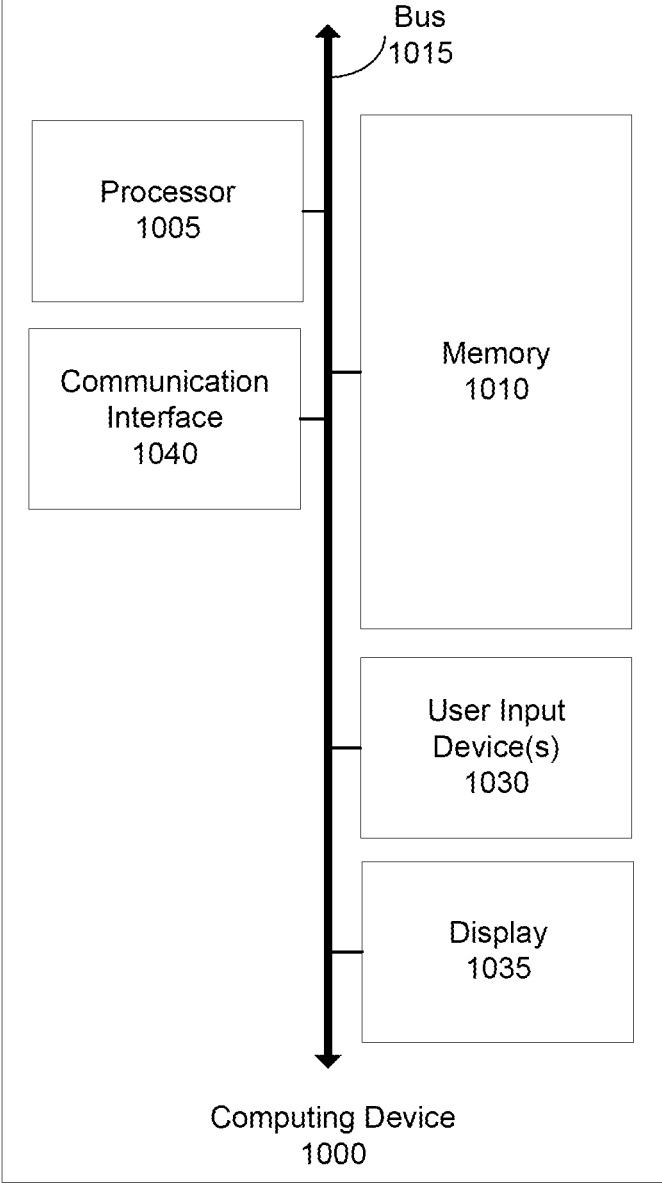 Bus
1015
Processor
1005
Communication
Interface
1040
Memory
1010
User Input
Device(s)
1030
Display
1035
Computing Device
1000